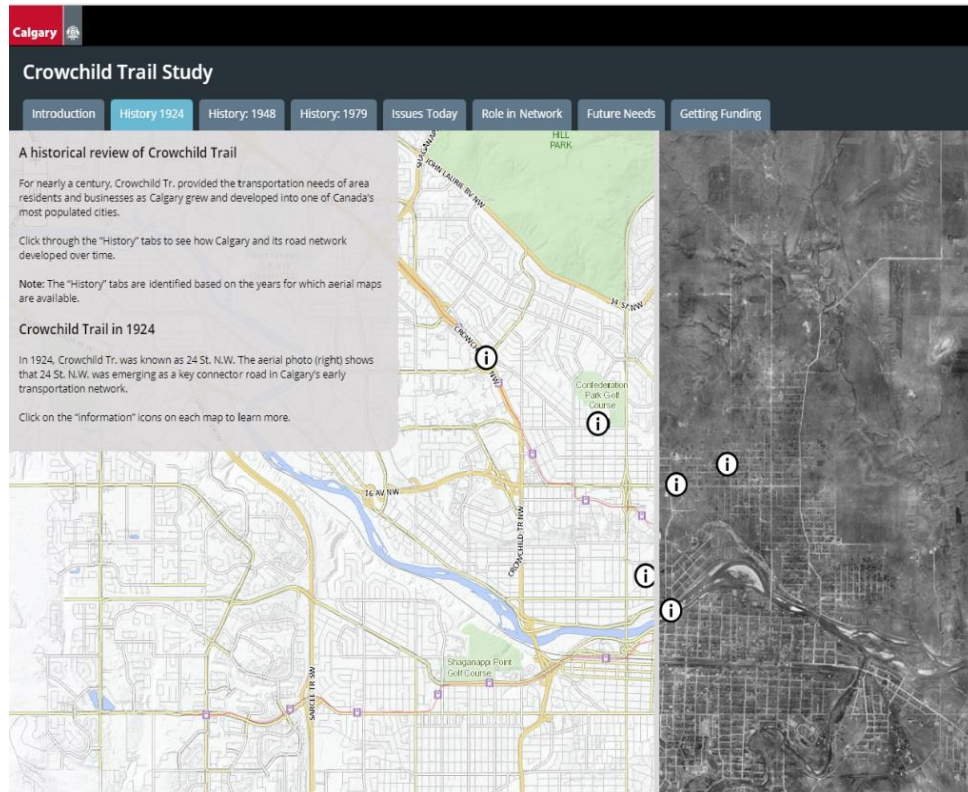 Calgary
Crowchild Trail Study
Introduction
History 1924
History: 1948
History: 1979
Issues Today
Role in Network
Future Needs
Getting Funding
A historical review of Crowchild Trail
For nearly a century, Crowchild Tr. provided the transportation needs of area
residents and businesses as Calgary grew and developed into one of Canada's
most populated cities.
Click through the "History" tabs to see how Calgary and its road network
developed over time.
Note: The "History" tabs are identified based on the years for which aerial maps
are available.
Crowchild Trail in 1924
In 1924, Crowchild Tr. was known as 24 St. N.W. The aerial photo (right) shows
that 24 St. N.W. was emerging as a key connector road in Calgary's early
transportation network.
Click on the "information" icons on each map to learn more.
HILL
PARK
SHAGANAPP
JOHN LAURIE BV NW
14 ST NW
CROWCH
NW
Confederation
Park Golf
Course
16 AV NW
CROWCHILD TR NW
Shaganappi Point
Golf Course
SARCEE TR SW